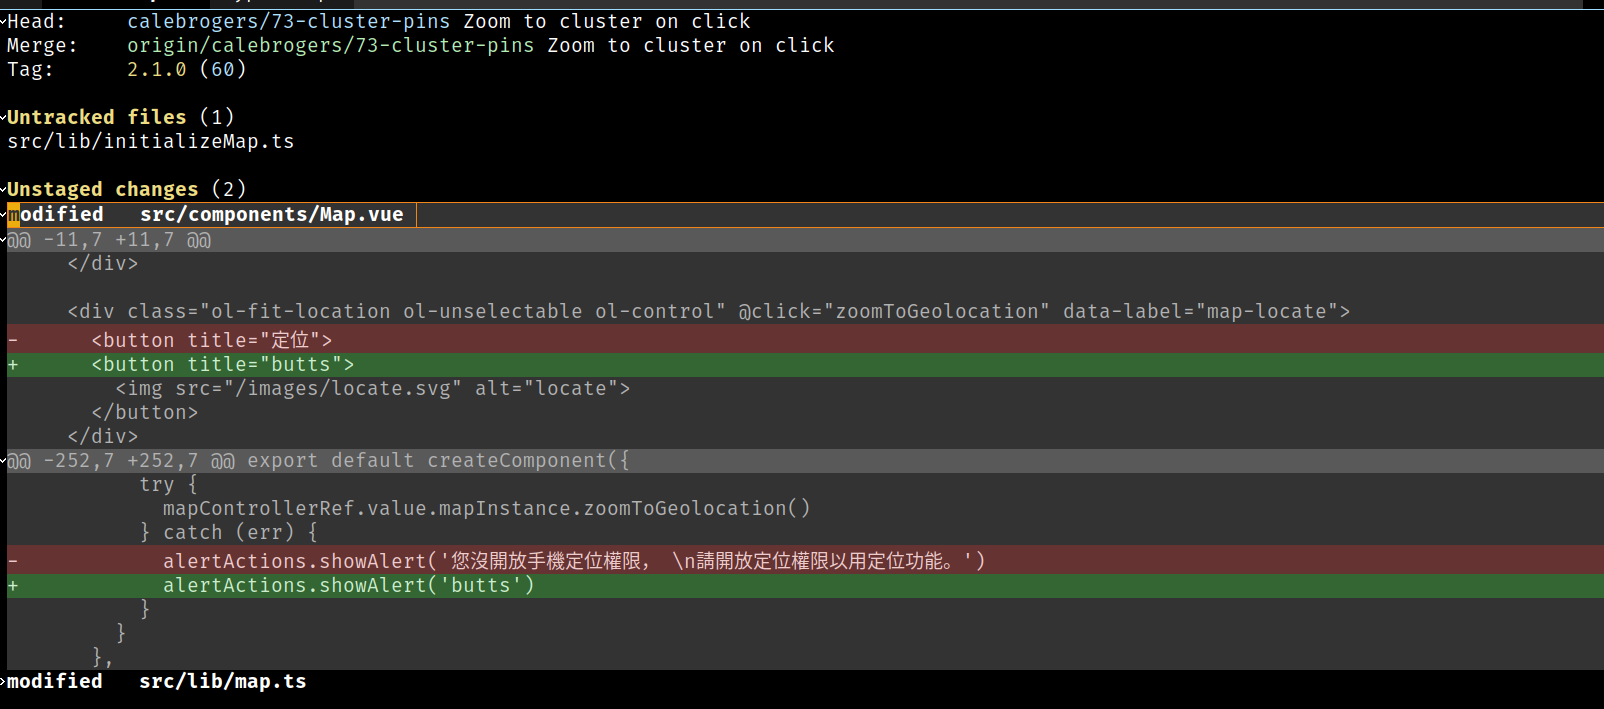 Head:     calebrogers/73-cluster-pins Zoom to cluster on click
Merge:    origin/calebrogers/73-cluster-pins Zoom to cluster on click
Tag:      2.1.0 (60)
Untracked files (1)
src/lib/initializeMap.ts
Unstaged changes (2)
modified   src/components/Map.vue
@@ -11,7 +11,7 @@
     </div>
     <div class="ol-fit-location ol-unselectable ol-control" @click="zoomToGeolocation" data-label="map-locate">
-      <button title="定位">
+      <button title="butts">
         <img src="/images/locate.svg" alt="locate">
       </button>
     </div>
@@ -252,7 +252,7 @@ export default createComponent({
           try {
             mapControllerRef.value.mapInstance.zoomToGeolocation()
           } catch (err) {
-            alertActions.showAlert('您沒開放手機定位權限， \n請開放定位權限以用定位功能。')
+            alertActions.showAlert('butts')
           }
         }
       },
modified   src/lib/map.ts